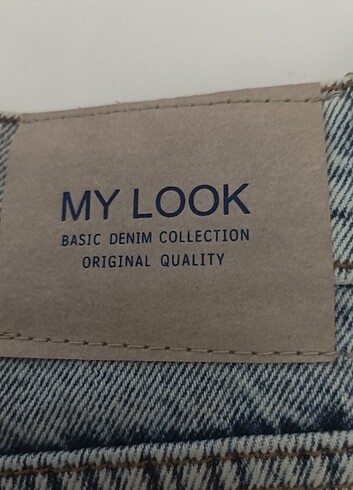 MY LOOK
BASIC DENIM COLLECTION
ORIGINAL QUALITY